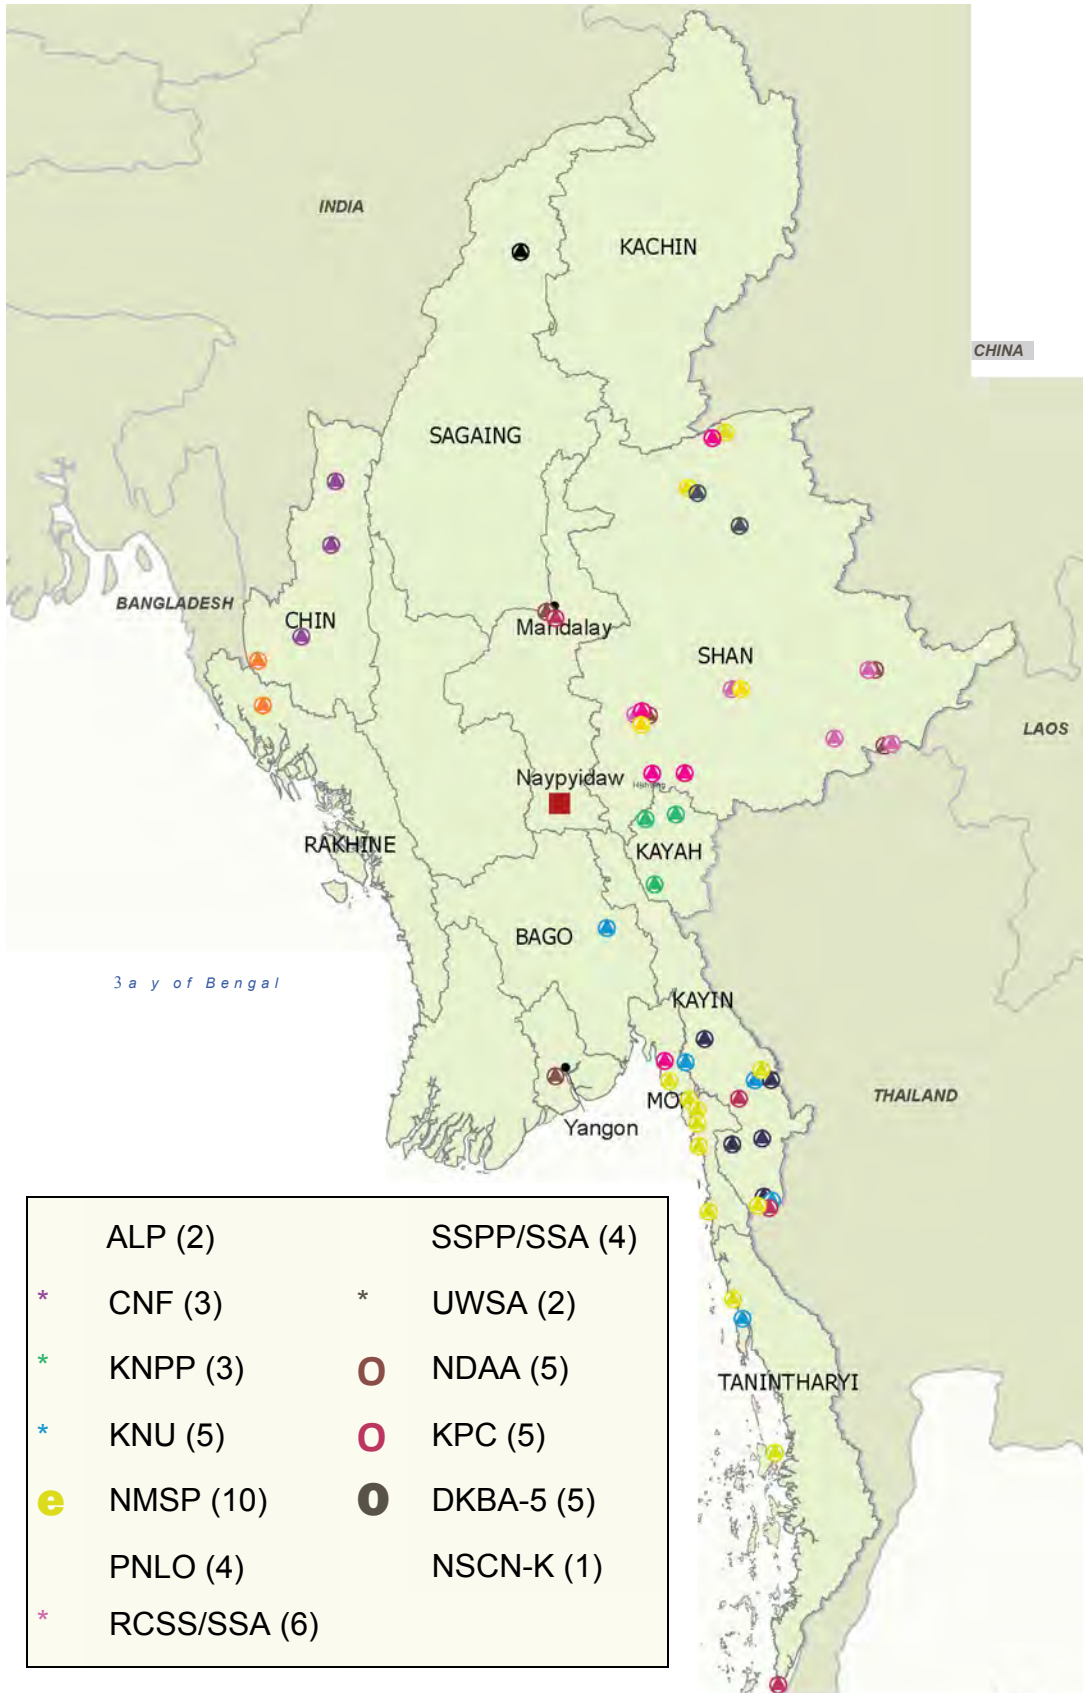 INDIA
KACHIN
CHINA
SAGAING
BANGLADESH
CHIN
Mandalay
SHAN
LAOS
Naypyidaw
RAKHINE
KAYAH
BAGO
3 a y of Bengal
KAYIN
THAILAND
MO
Yangon
TANINTHARYI
ALP (2)
SSPP/SSA (4)
* CNF (3)
* UWSA (2)
* KNPP (3)
O NDAA (5)
* KNU (5)
O KPC (5)
e NMSP (10)
O DKBA-5 (5)
PNLO (4)
NSCN-K (1)
* RCSS/SSA (6)